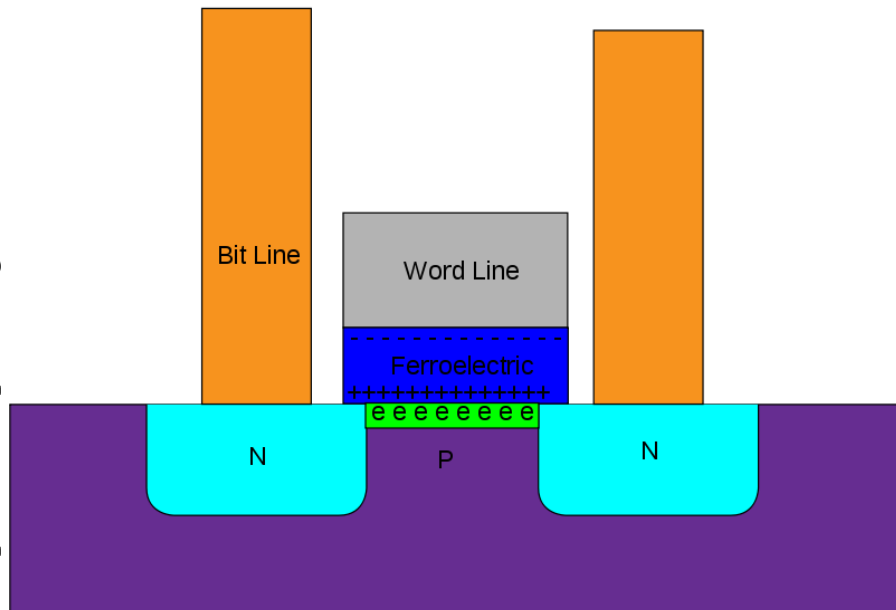 Bit Line
Word Line
- - - - - - - - - - - - - - -
Ferroelectric
++++++++++++++
e e e e e e e e
N
P
N